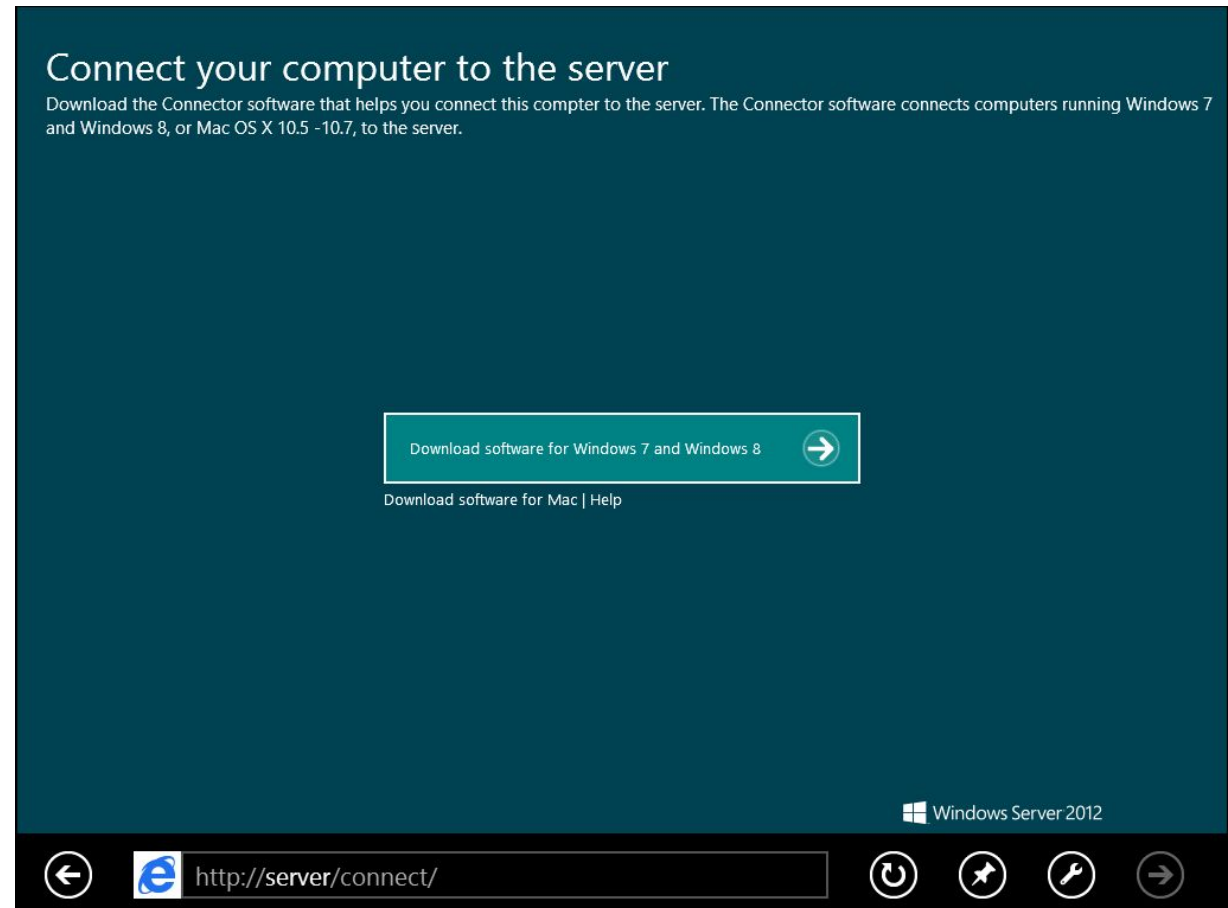 Connect your computer to the server
Download the Connector software that helps you connect this compter to the server. The Connector software connects computers running Windows 7
and Windows 8, or Mac OS X 10.5 -10.7, to the server.
Download software for Windows 7 and Windows 8
Download software for Mac | Help
Windows Server 2012
http://server/connect/